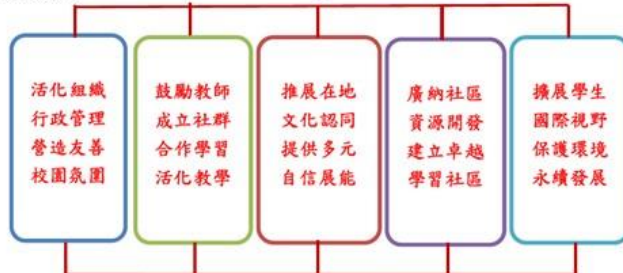 活化組織
行政管理
營造友善
校園氛圍
鼓勵教師
成立社群
合作學習
活化教學
推展在地
文化認同
提供多元
自信展能
廣納社區
資源開發
建立卓越
學習社區
擴展學生
國際視野
保護環境
永續發展